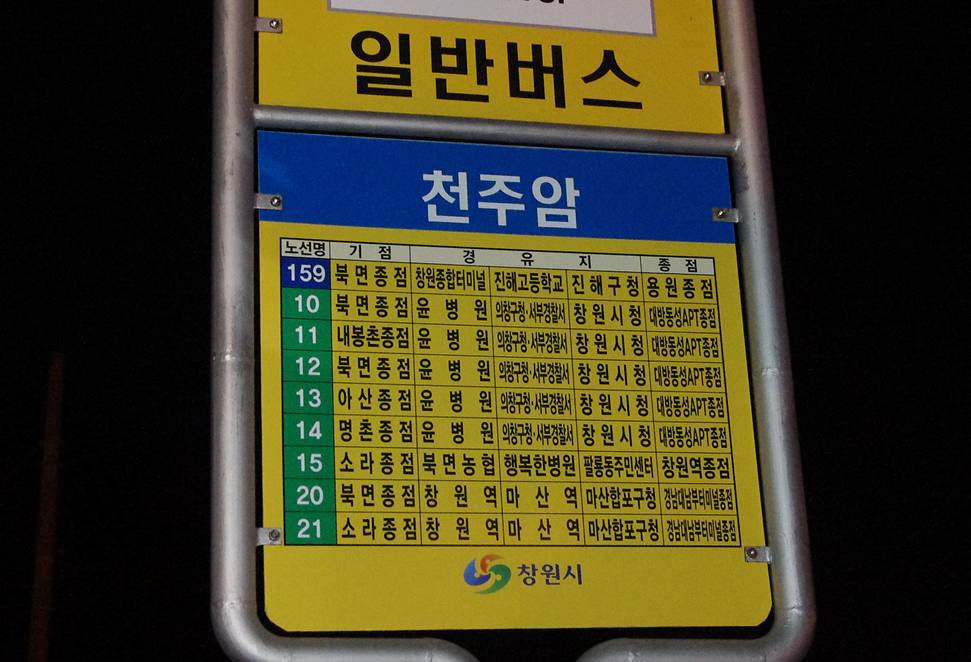 일반버스
천주암
노선명 기점 경유지 종점
159 북면종점 창원종합터미널 진해고등학교 진해구청 용원종점
10 북면종점 윤병원 의창구청·서부경찰서 창원시청 대방동성APT종점
11 내봉촌종점 윤병원 의창구청·서부경찰서 창원시청 대방동성APT종점
12 북면종점 윤병원 의창구청·서부경찰서 창원시청 대방동성APT종점
13 아산종점 윤병원 의창구청·서부경찰서 창원시청 대방동성APT종점
14 명촌종점 윤병원 의창구청·서부경찰서 창원시청 대방동성APT종점
15 소라종점 북면농협 행복한병원 팔룡동주민센터 창원역종점
20 북면종점 창원역 마산역 마산합포구청 경남대남부터미널종점
21 소라종점 창원역 마산역 마산합포구청 경남대남부터미널종점
창원시